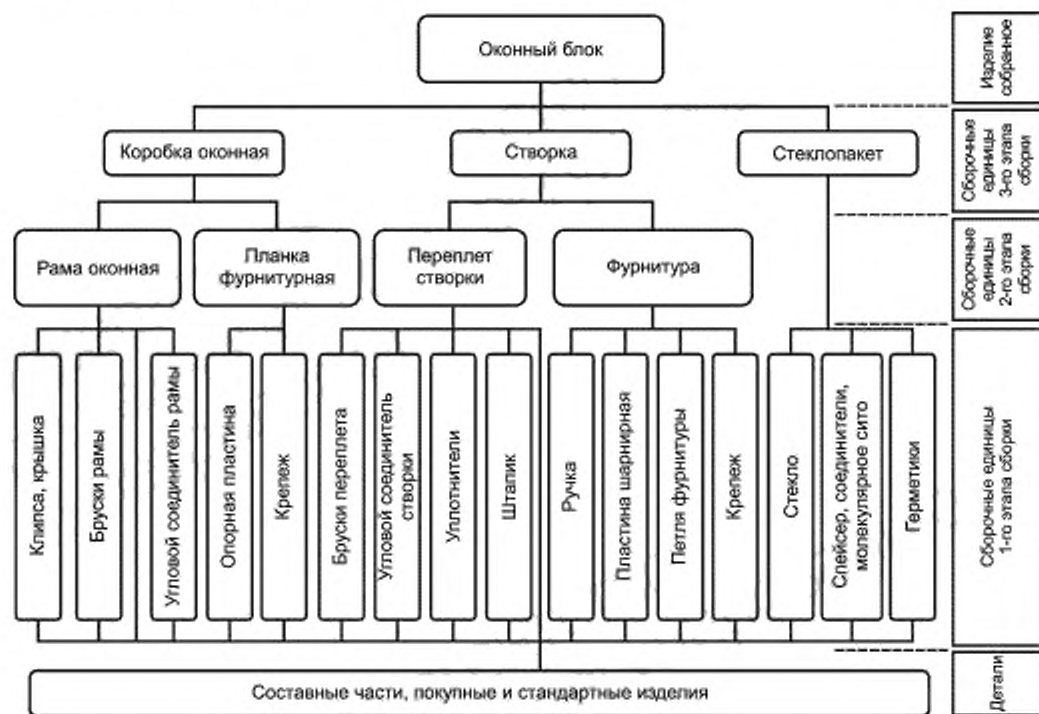 Оконный блок
Изделие
собранное
Коробка оконная
Створка
Стеклопакет
Сборочные
единицы
3-го этапа
сборки
Рама оконная
Планка
фурнитурная
Переплет
створки
Фурнитура
Сборочные
единицы
2-го этапа
сборки
Клипса, крышка
Бруски рамы
Угловой соединитель рамы
Опорная пластина
Крепеж
Бруски переплета
Угловой соединитель
створки
Уплотнители
Штапик
Ручка
Пластина шарнирная
Петля фурнитуры
Крепеж
Стекло
Спейсер, соединители,
молекулярное сито
Герметики
Сборочные единицы
1-го этапа сборки
Составные части, покупные и стандартные изделия
Детали